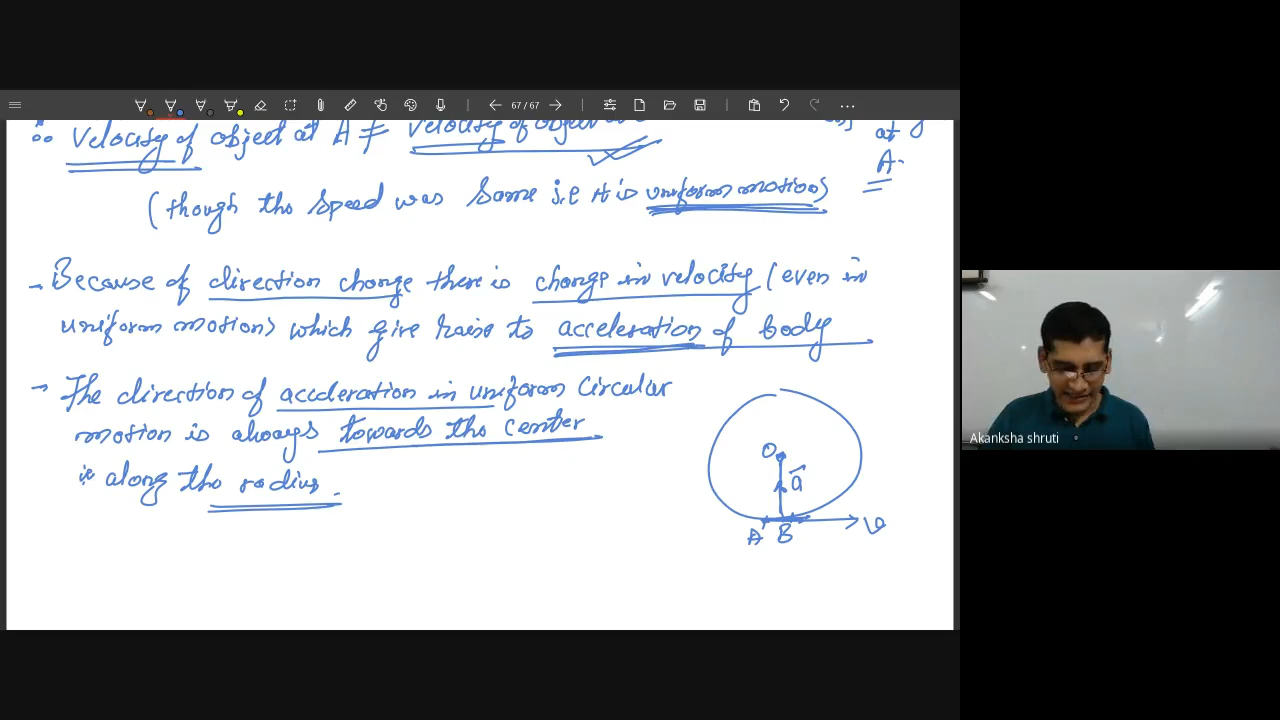 67/67
∴ Velocity of object at A ≠ Velocity of object
at
A
(though the speed was same i.e it is uniform motion)
→ Because of direction change there is change in velocity (even in
uniform motion) which give raise to acceleration of body
→ The direction of acceleration in uniform circular
motion is always towards the center
ie along the radius.
O
a
A B
v
Akanksha shruti